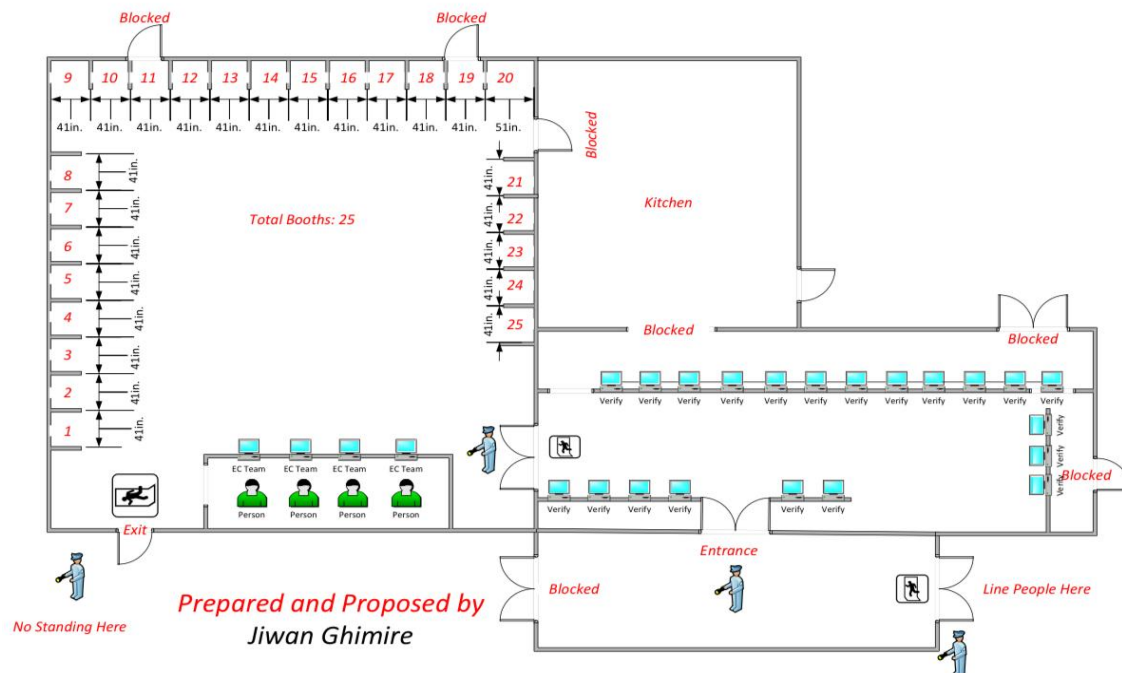 Blocked
Blocked
9 10 11 12 13 14 15 16 17 18 19 20
41in. 41in. 41in. 41in. 41in. 41in. 41in. 41in. 41in. 41in. 41in. 51in.
Blocked
8 41in.
7 41in.
6 41in.
5 41in.
4 41in.
3 41in.
2 41in.
1 41in.
Total Booths: 25
41in. 21
41in. 22
41in. 23
41in. 24
41in. 25
Kitchen
Blocked
Blocked
Verify Verify Verify Verify Verify Verify Verify Verify Verify Verify Verify Verify
Verify
Verify
Verify
Blocked
EC Team EC Team EC Team EC Team
Person Person Person Person
Verify Verify Verify Verify Verify Verify
Exit
Entrance
Blocked
Line People Here
No Standing Here
Prepared and Proposed by
Jiwan Ghimire